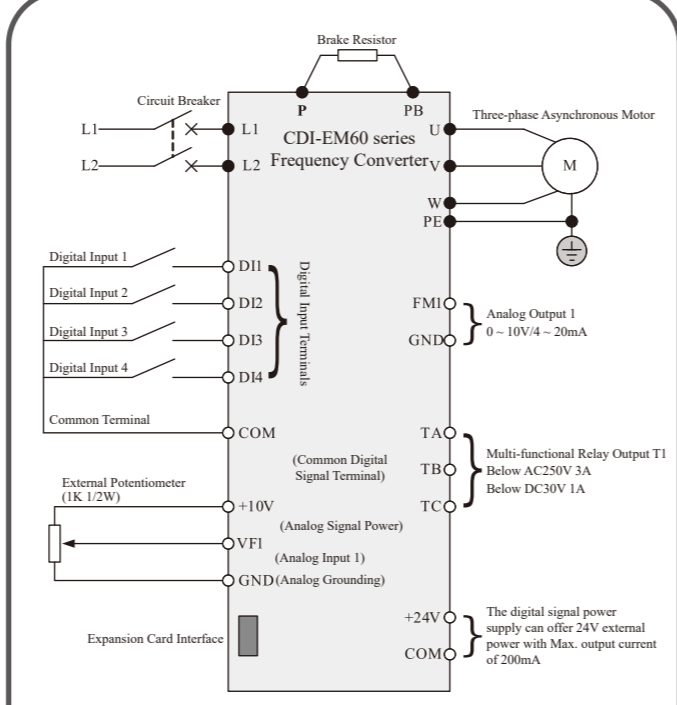 Brake Resistor
P
PB
Circuit Breaker
Three-phase Asynchronous Motor
L1
L1
CDI-EM60 series
U
L2
L2
Frequency Converter
V
M
W
PE
Digital Input 1
DI1
Digital Input 2
DI2
Digital Input 3
DI3
Digital Input 4
DI4
Digital Input Terminals
FM1
Analog Output 1
0 ~ 10V/4 ~ 20mA
GND
Common Terminal
COM
(Common Digital
Signal Terminal)
TA
TB
TC
Multi-functional Relay Output T1
Below AC250V 3A
Below DC30V 1A
External Potentiometer
(1K 1/2W)
+10V
(Analog Signal Power)
VF1
(Analog Input 1)
GND
(Analog Grounding)
Expansion Card Interface
+24V
COM
The digital signal power
supply can offer 24V external
power with Max. output current
of 200mA